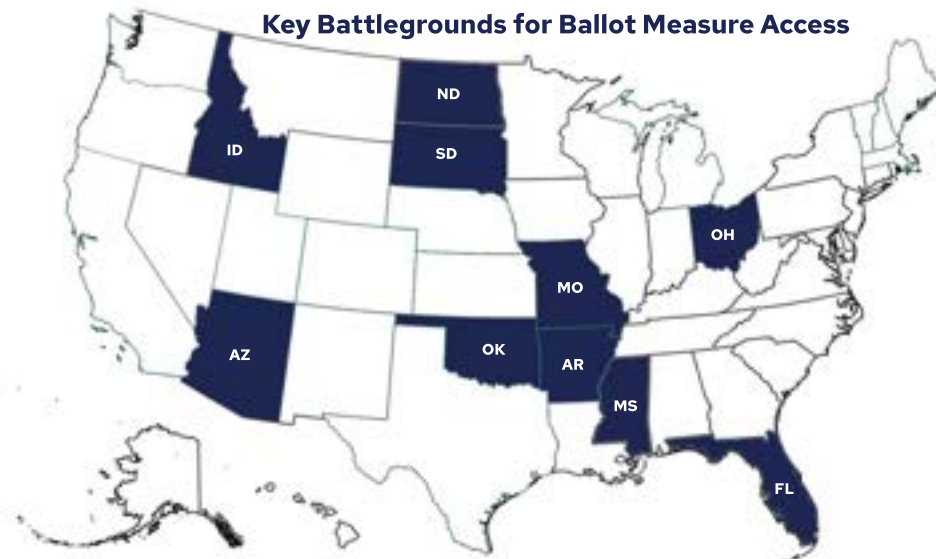 Key Battlegrounds for Ballot Measure Access
ND
ID
SD
OH
MO
AZ
OK
AR
MS
FL